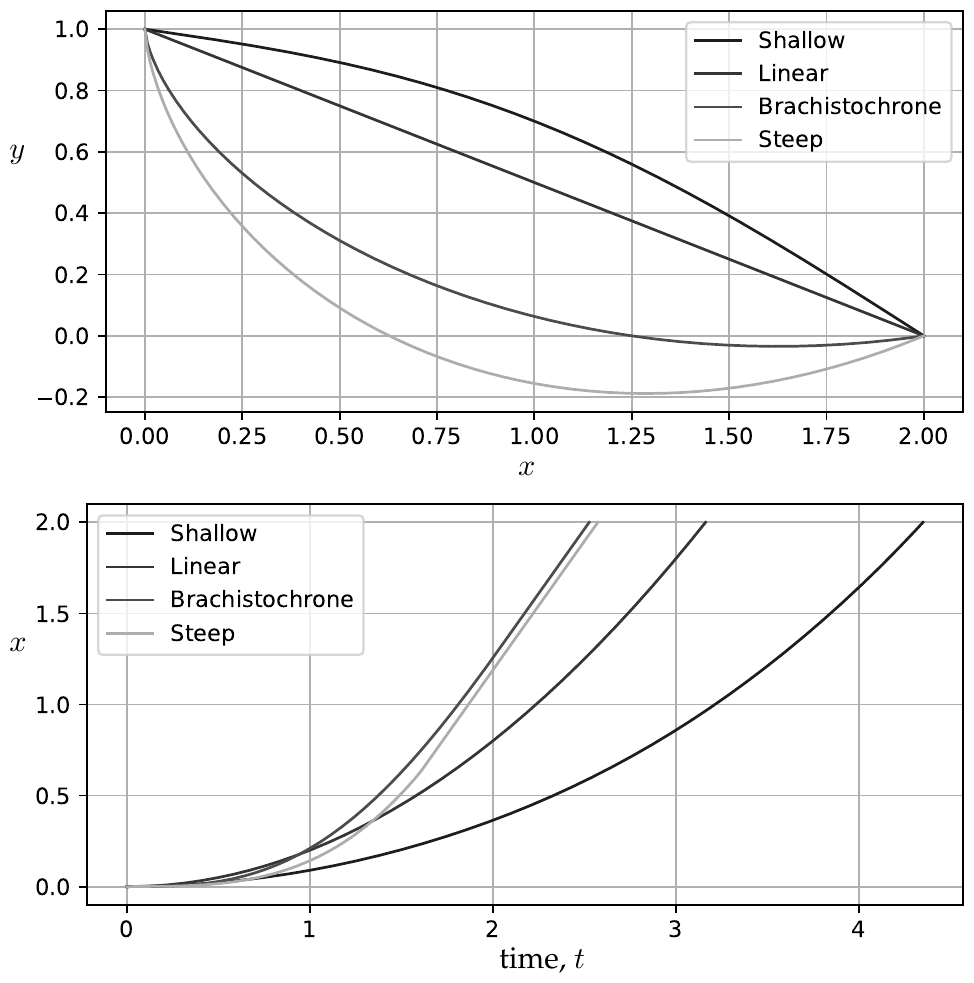 1.0
0.8
0.6
0.4
0.2
0.0
−0.2
y
Shallow
Linear
Brachistochrone
Steep
0.00 0.25 0.50 0.75 1.00 1.25 1.50 1.75 2.00
x
2.0
1.5
1.0
0.5
0.0
x
Shallow
Linear
Brachistochrone
Steep
0 1 2 3 4
time, t